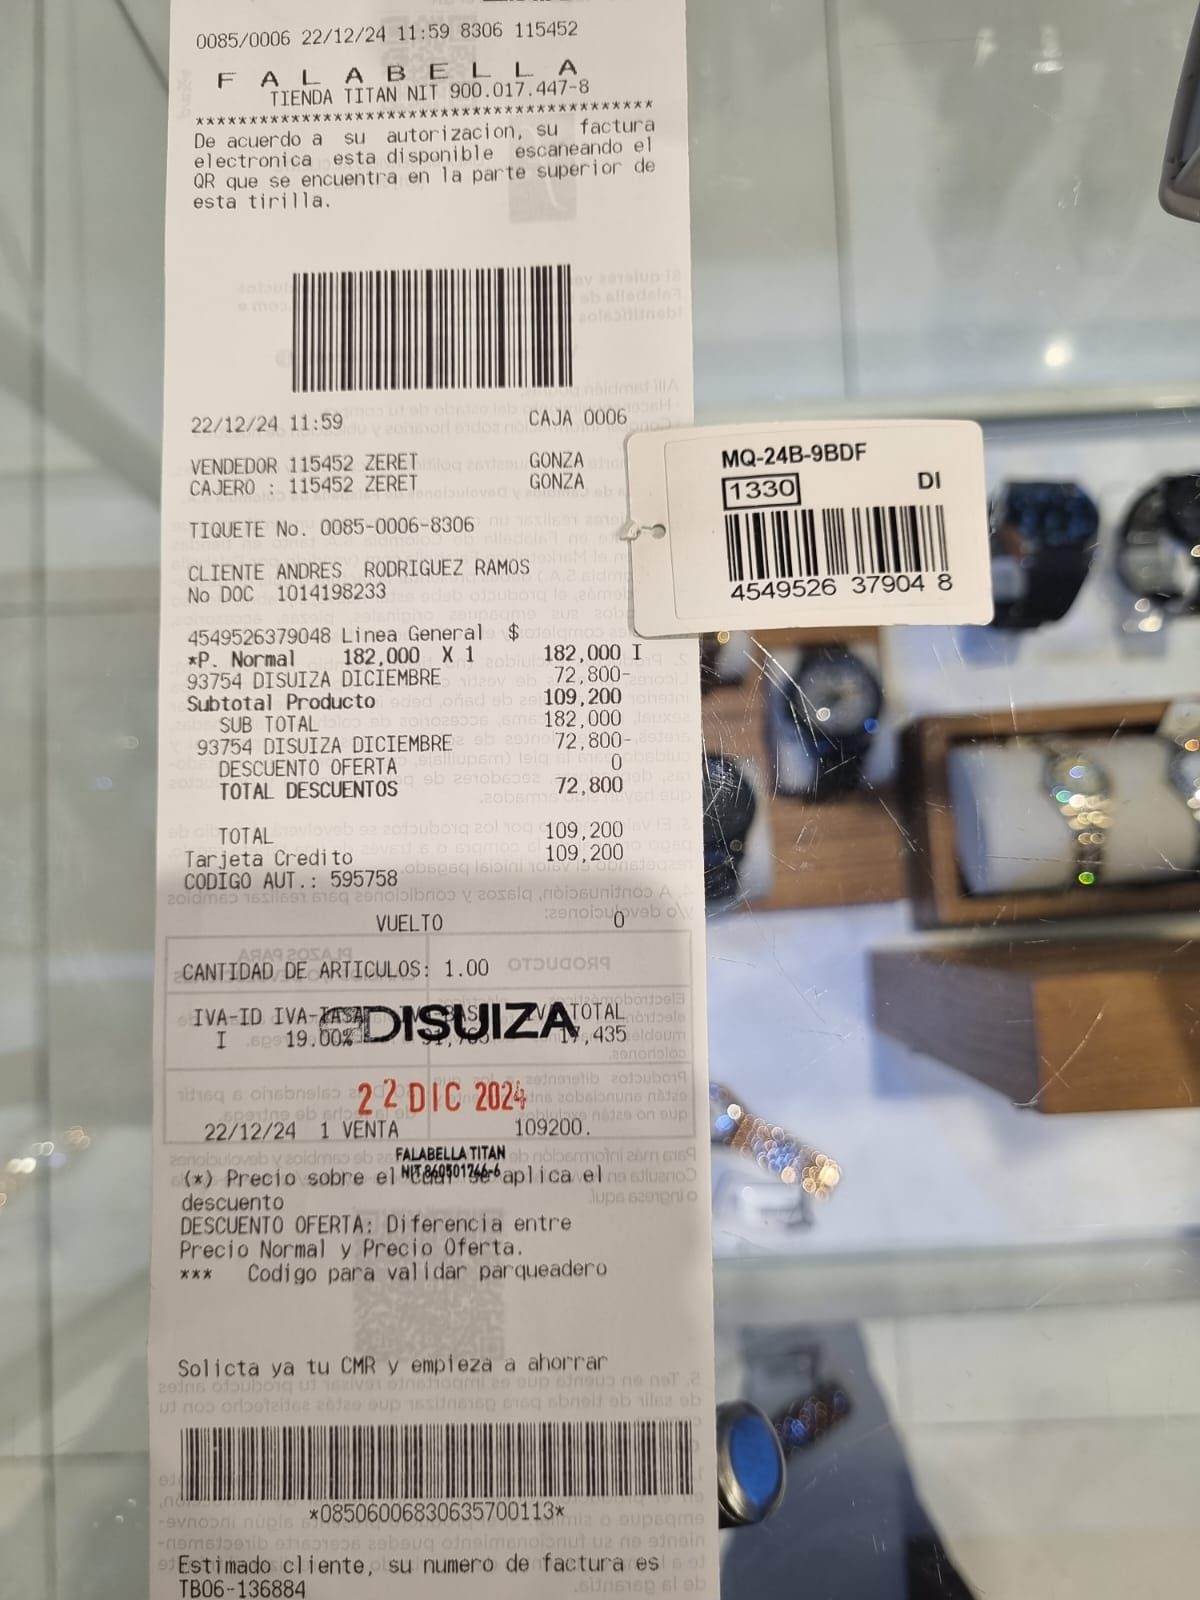 0085/0006 22/12/24 11:59 8306 115452
F A L A B E L L A
TIENDA TITAN NIT 900.017.447-8
********************************************
De acuerdo a su autorizacion, su factura
electronica esta disponible escaneando el
QR que se encuentra en la parte superior de
esta tirilla.
22/12/24 11:59 CAJA 0006
VENDEDOR 115452 ZERET GONZA
CAJERO : 115452 ZERET GONZA
TIQUETE No. 0085-0006-8306
CLIENTE ANDRES RODRIGUEZ RAMOS
No DOC 1014198233
4549526379048 Linea General $
*P. Normal 182,000 X 1 182,000 I
93754 DISUIZA DICIEMBRE 72,800-
Subtotal Producto 109,200
SUB TOTAL 182,000
93754 DISUIZA DICIEMBRE 72,800-
DESCUENTO OFERTA 0
TOTAL DESCUENTOS 72,800
TOTAL 109,200
Tarjeta Credito 109,200
CODIGO AUT.: 595758
VUELTO 0
CANTIDAD DE ARTICULOS: 1.00
IVA-ID IVA-TASA TOTAL
DISUIZA
I 19.00% 17,435
22 DIC 2024
22/12/24 1 VENTA 109200.
FALABELLA TITAN
NIT 860501766-6
(*) Precio sobre el cual se aplica el
descuento
DESCUENTO OFERTA: Diferencia entre
Precio Normal y Precio Oferta.
*** Codigo para validar parqueadero
Solicta ya tu CMR y empieza a ahorrar
*08506006830635700113*
Estimado cliente, su numero de factura es
TB06-136884
MQ-24B-9BDF
1330 DI
4549526 37904 8